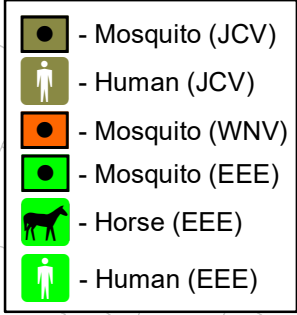 - Mosquito (JCV)
- Human (JCV)
- Mosquito (WNV)
- Mosquito (EEE)
- Horse (EEE)
- Human (EEE)